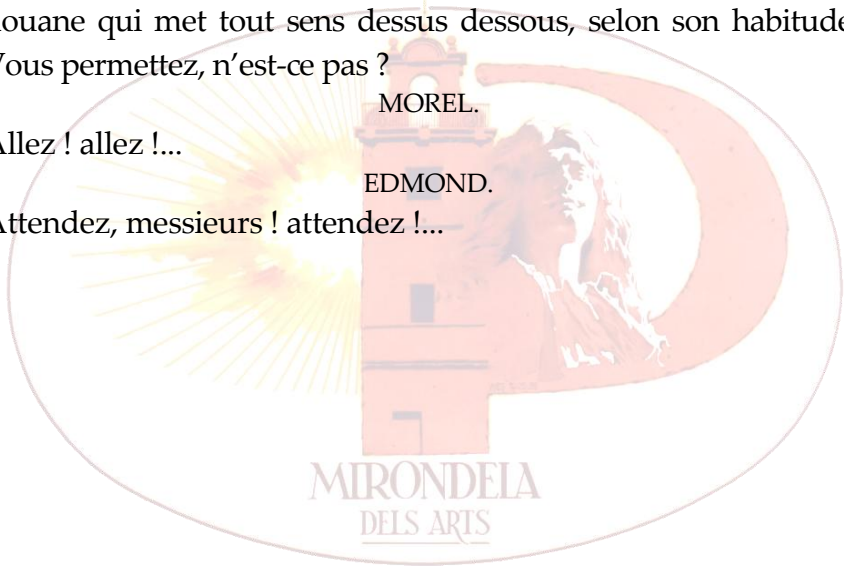 douane qui met tout sens dessus dessous, selon son habitude
Vous permettez, n'est-ce pas ?
MOREL.
Allez ! allez !...
EDMOND.
Attendez, messieurs ! attendez !...
MIRONDELA
DELS ARTS